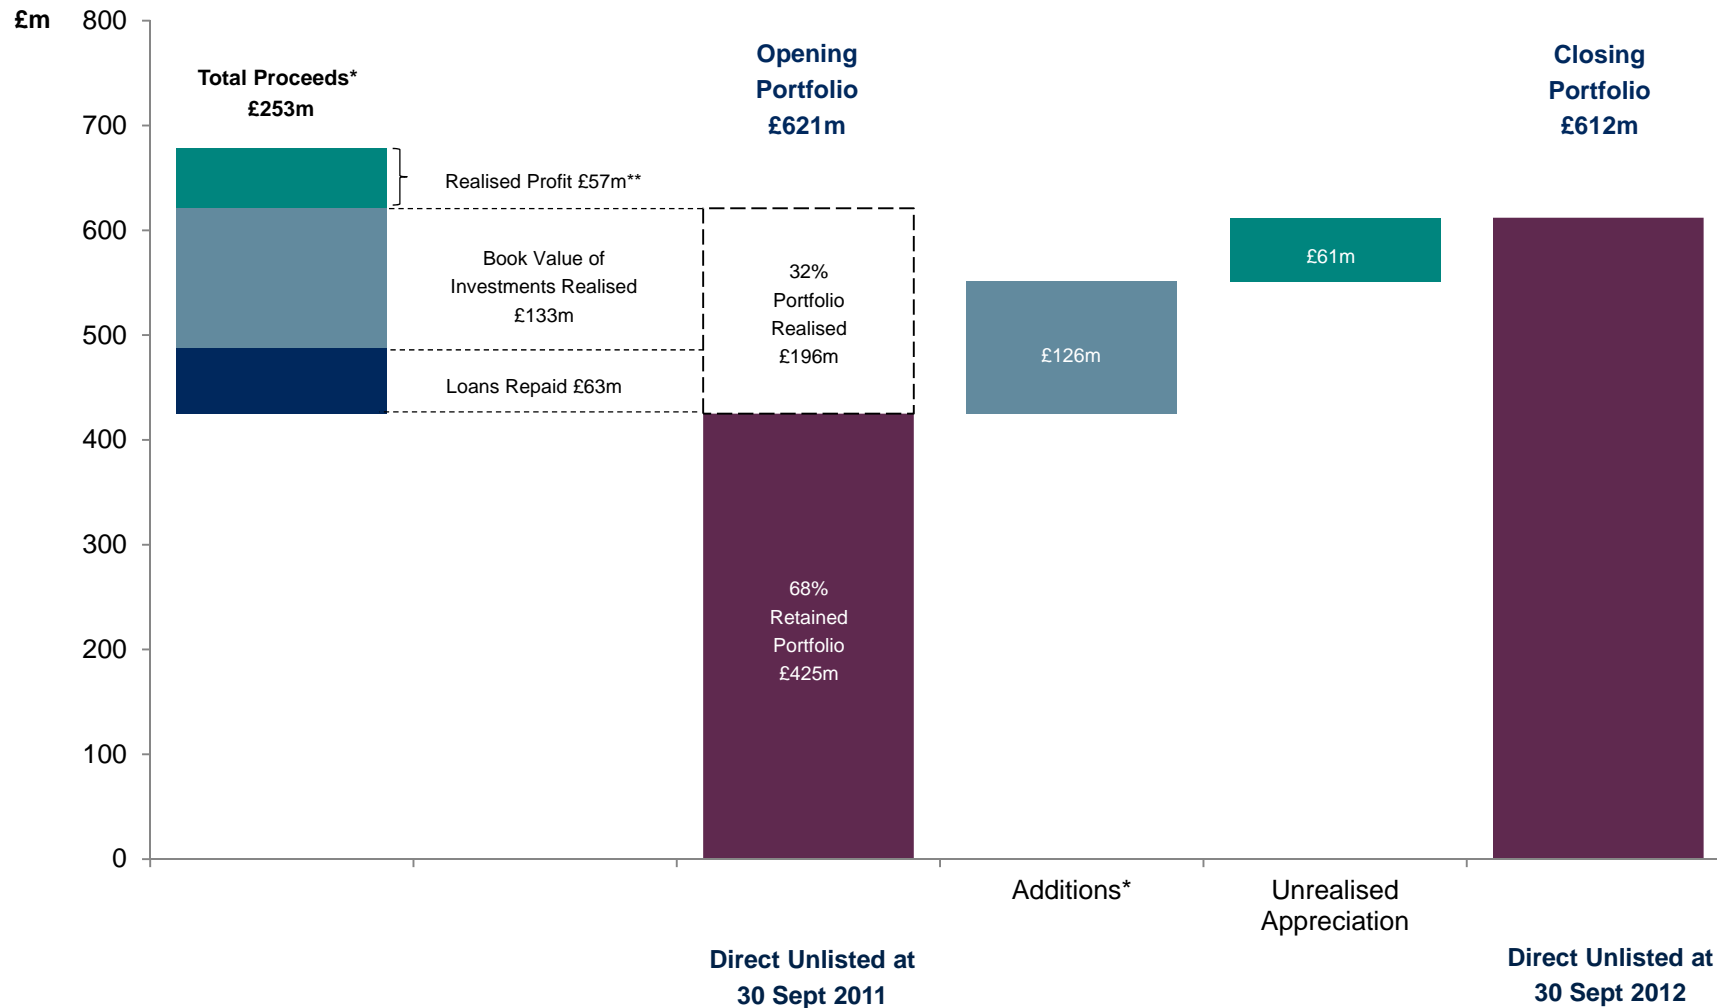 £m
800
700
600
500
400
300
200
100
0
Total Proceeds*
£253m
Realised Profit £57m**
Book Value of
Investments Realised
£133m
Loans Repaid £63m
Opening
Portfolio
£621m
32%
Portfolio
Realised
£196m
68%
Retained
Portfolio
£425m
£126m
£61m
Closing
Portfolio
£612m
Additions*
Unrealised
Appreciation
Direct Unlisted at
30 Sept 2011
Direct Unlisted at
30 Sept 2012